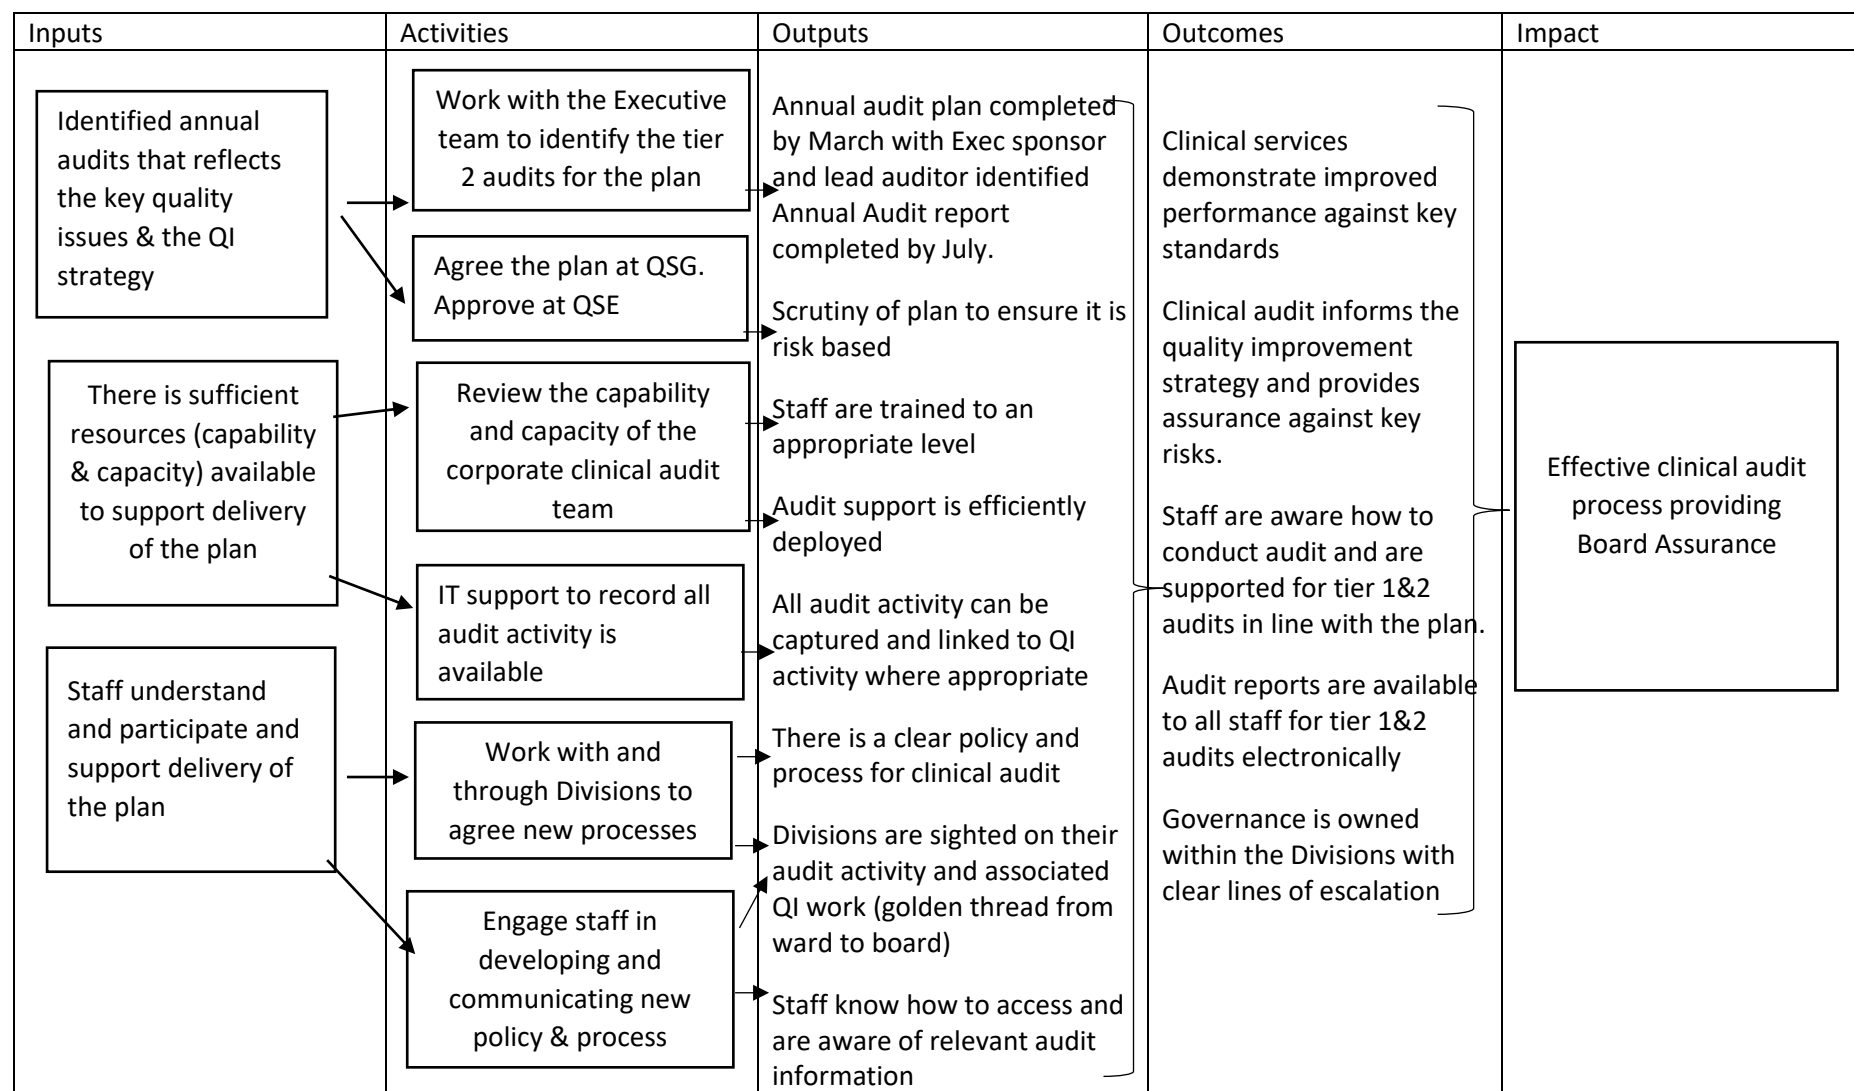 Inputs
Activities
Outputs
Outcomes
Impact
Identified annual
audits that reflects
the key quality
issues & the QI
strategy
There is sufficient
resources (capability
& capacity) available
to support delivery
of the plan
Staff understand
and participate and
support delivery of
the plan
Work with the Executive
team to identify the tier
2 audits for the plan
Agree the plan at QSG.
Approve at QSE
Review the capability
and capacity of the
corporate clinical audit
team
IT support to record all
audit activity is
available
Work with and
through Divisions to
agree new processes
Engage staff in
developing and
communicating new
policy & process
Annual audit plan completed
by March with Exec sponsor
and lead auditor identified
Annual Audit report
completed by July.
Scrutiny of plan to ensure it is
risk based
Staff are trained to an
appropriate level
Audit support is efficiently
deployed
All audit activity can be
captured and linked to QI
activity where appropriate
There is a clear policy and
process for clinical audit
Divisions are sighted on their
audit activity and associated
QI work (golden thread from
ward to board)
Staff know how to access and
are aware of relevant audit
information
Clinical services
demonstrate improved
performance against key
standards
Clinical audit informs the
quality improvement
strategy and provides
assurance against key
risks.
Staff are aware how to
conduct audit and are
supported for tier 1&2
audits in line with the plan.
Audit reports are available
to all staff for tier 1&2
audits electronically
Governance is owned
within the Divisions with
clear lines of escalation
Effective clinical audit
process providing
Board Assurance